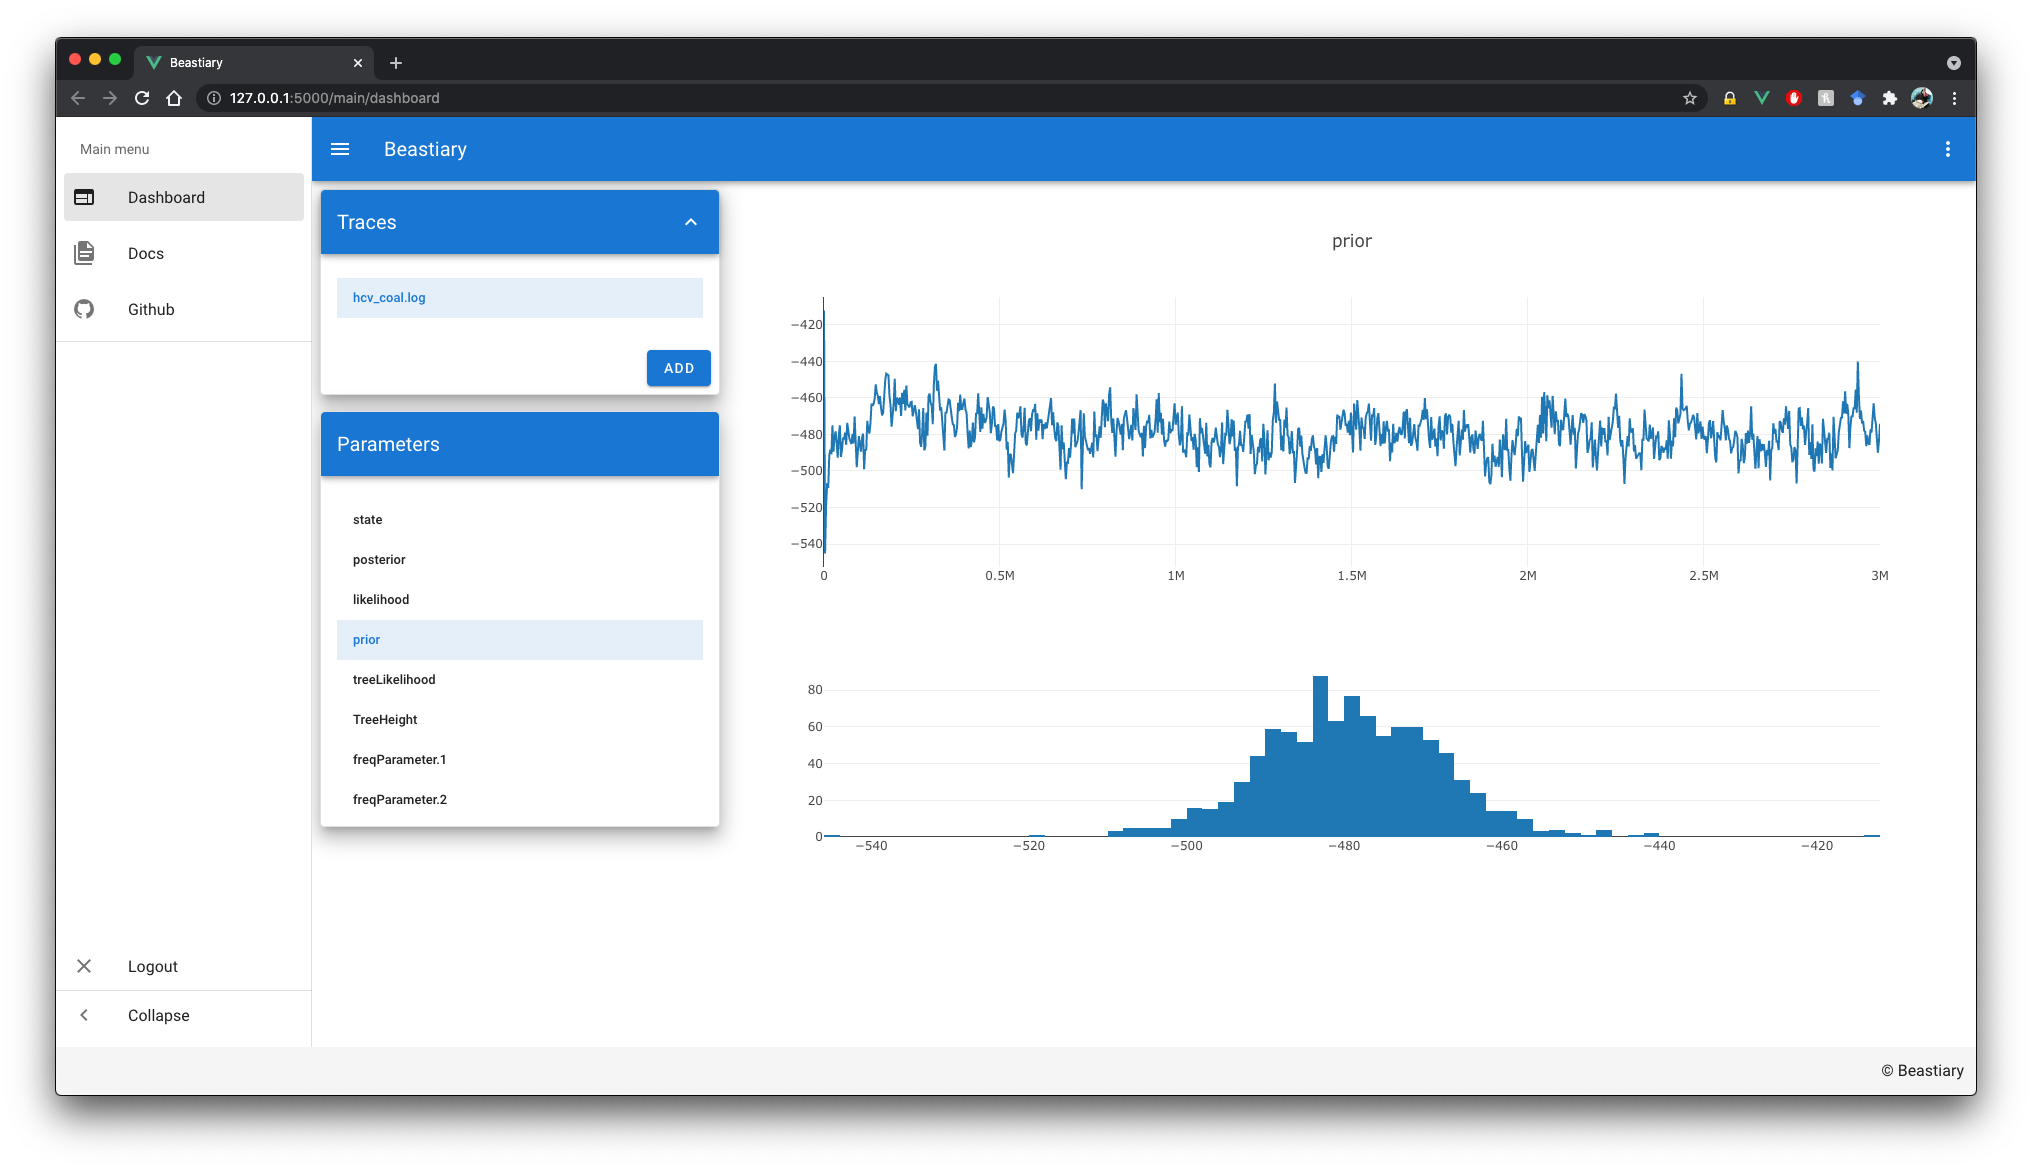 Beastiary
127.0.0.1:5000/main/dashboard
Main menu
Dashboard
Docs
Github
Logout
Collapse
Beastiary
Traces
hcv_coal.log
ADD
Parameters
state
posterior
likelihood
prior
treeLikelihood
TreeHeight
freqParameter.1
freqParameter.2
prior
−420
−440
−460
−480
−500
−520
−540
0 0.5M 1M 1.5M 2M 2.5M 3M
80
60
40
20
0
−540 −520 −500 −480 −460 −440 −420
© Beastiary